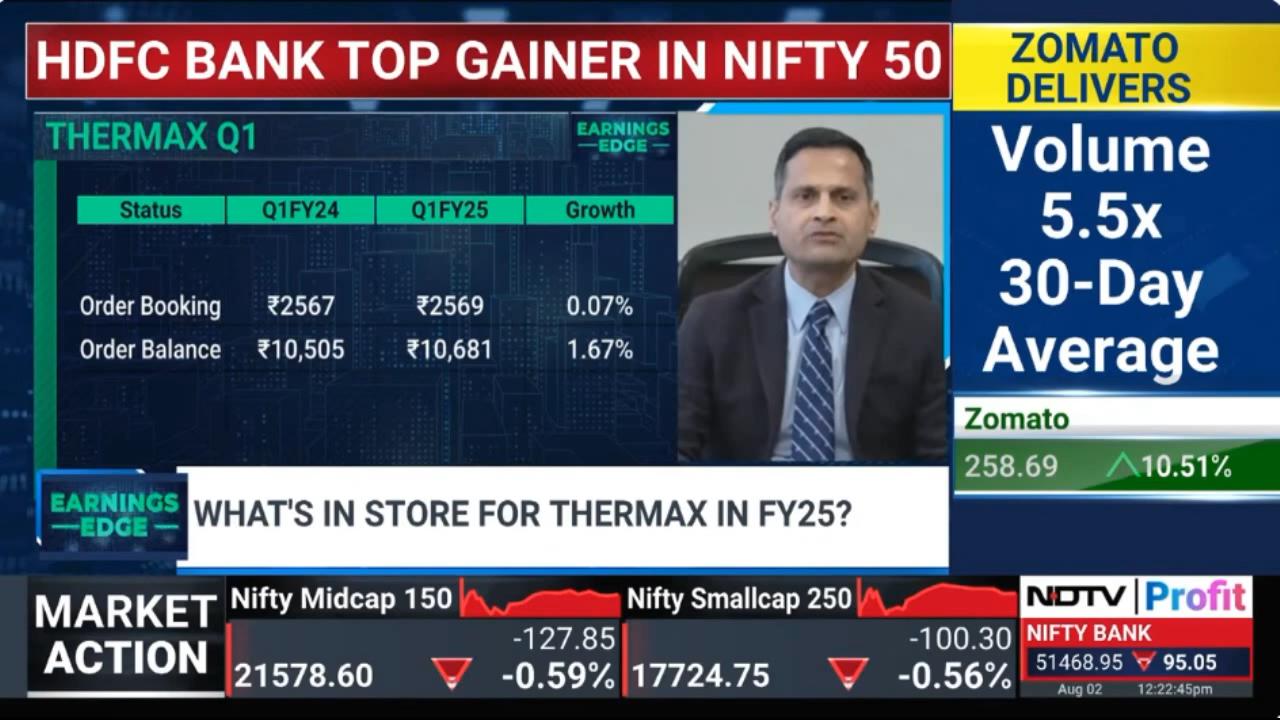 HDFC BANK TOP GAINER IN NIFTY 50
THERMAX Q1
EARNINGS
EDGE
Status Q1FY24 Q1FY25 Growth
Order Booking ₹2567 ₹2569 0.07%
Order Balance ₹10,505 ₹10,681 1.67%
EARNINGS
EDGE
WHAT'S IN STORE FOR THERMAX IN FY25?
ZOMATO
DELIVERS
Volume
5.5x
30-Day
Average
Zomato
258.69 10.51%
MARKET
ACTION
Nifty Midcap 150
-127.85
21578.60 -0.59%
Nifty Smallcap 250
-100.30
17724.75 -0.56%
NDTV Profit
NIFTY BANK
51468.95 95.05
Aug 02 12:22:45pm